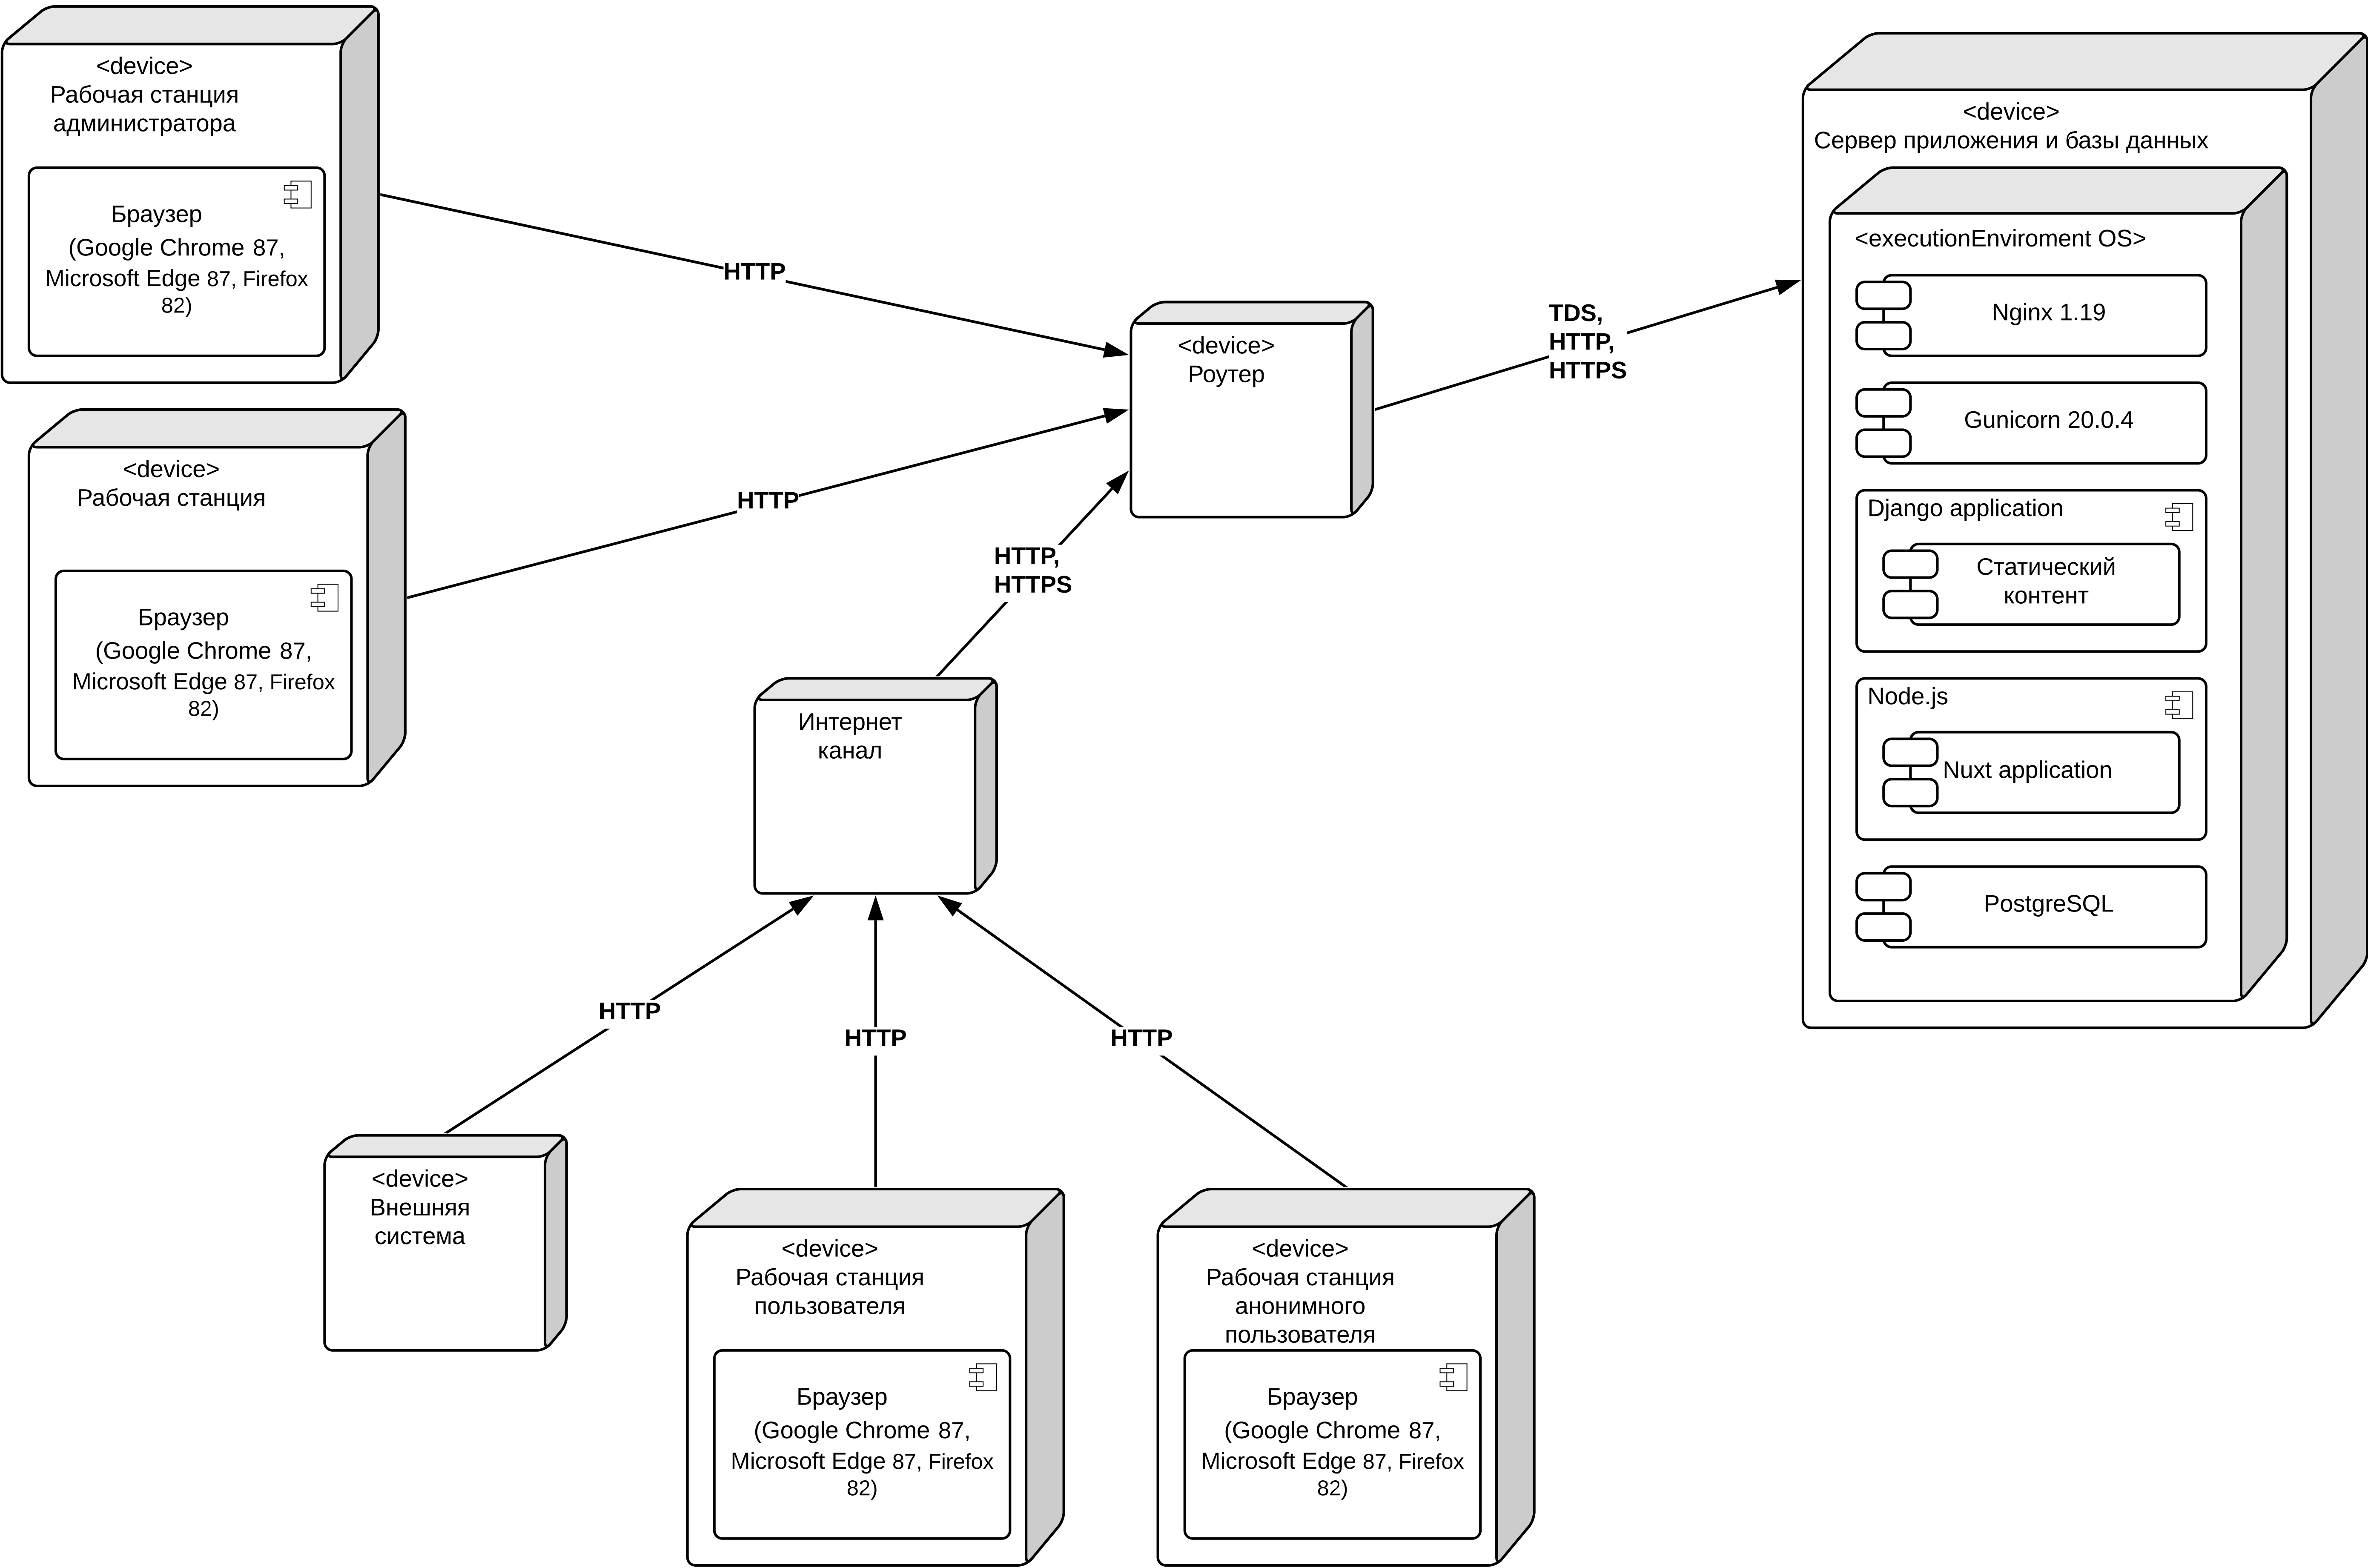 <device>
Рабочая станция
администратора
Браузер
(Google Chrome 87,
Microsoft Edge 87, Firefox
82)
HTTP
<device>
Рабочая станция
Браузер
(Google Chrome 87,
Microsoft Edge 87, Firefox
82)
HTTP
<device>
Роутер
TDS,
HTTP,
HTTPS
<device>
Сервер приложения и базы данных
<executionEnviroment OS>
Nginx 1.19
Gunicorn 20.0.4
Django application
Статический
контент
Node.js
Nuxt application
PostgreSQL
HTTP,
HTTPS
Интернет
канал
HTTP
HTTP
HTTP
<device>
Внешняя
система
<device>
Рабочая станция
пользователя
Браузер
(Google Chrome 87,
Microsoft Edge 87, Firefox
82)
<device>
Рабочая станция
анонимного
пользователя
Браузер
(Google Chrome 87,
Microsoft Edge 87, Firefox
82)